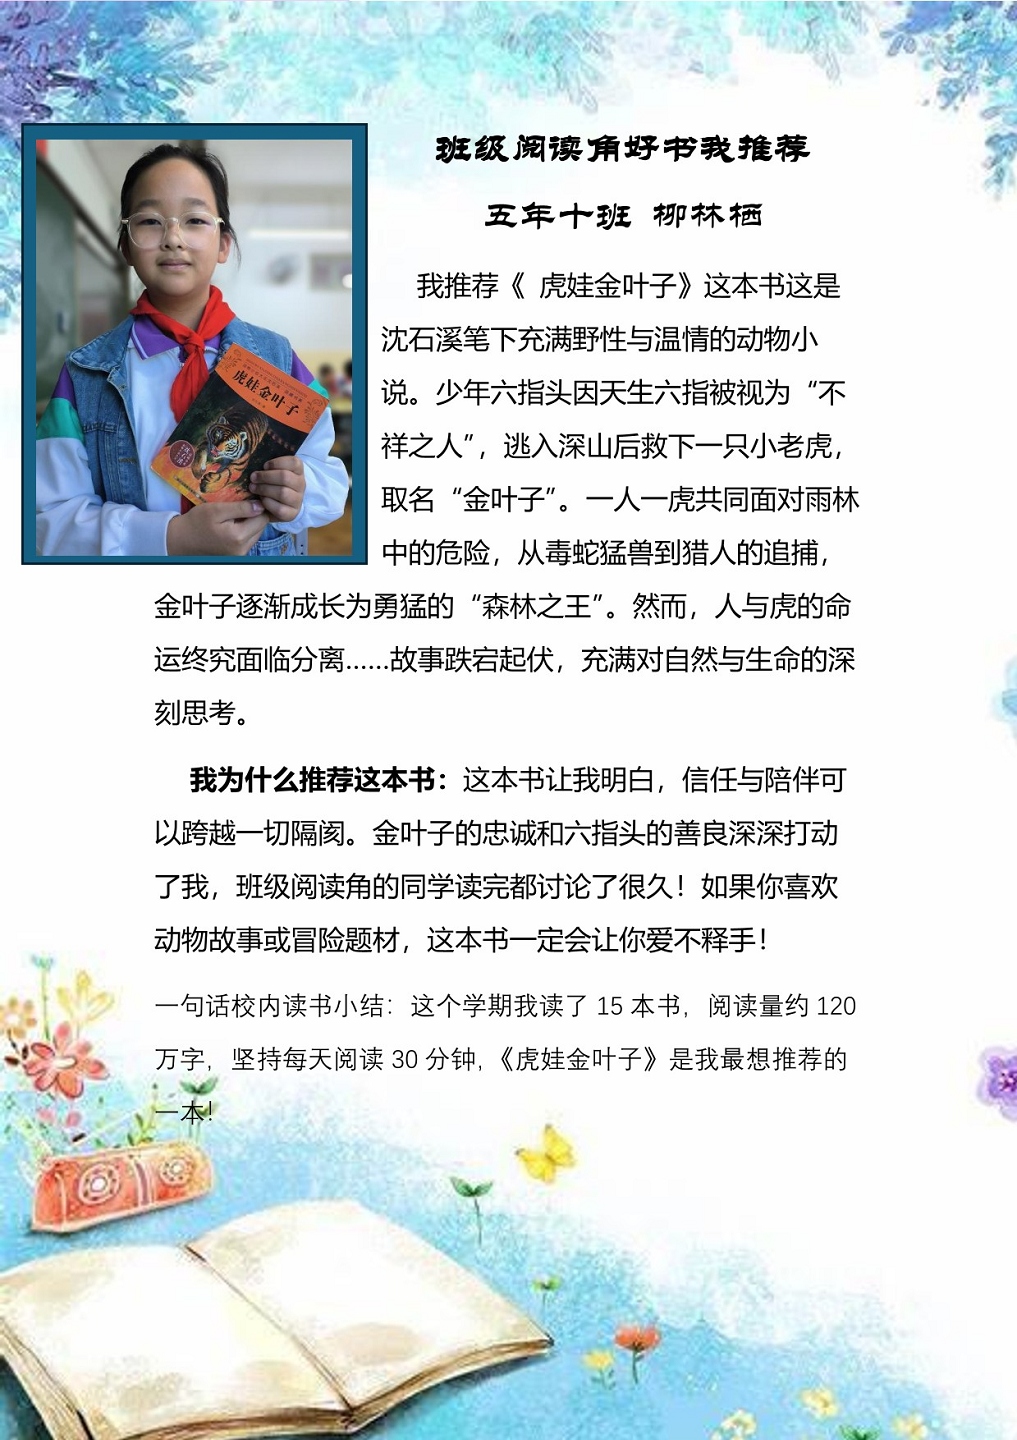 班级阅读角好书我推荐
五年十班 柳林栖
我推荐《 虎娃金叶子》这本书这是
沈石溪笔下充满野性与温情的动物小
说。少年六指头因天生六指被视为“不
祥之人”，逃入深山后救下一只小老虎，
取名“金叶子”。一人一虎共同面对雨林
中的危险，从毒蛇猛兽到猎人的追捕，
金叶子逐渐成长为勇猛的“森林之王”。然而，人与虎的命
运终究面临分离......故事跌宕起伏，充满对自然与生命的深
刻思考。
我为什么推荐这本书：这本书让我明白，信任与陪伴可
以跨越一切隔阂。金叶子的忠诚和六指头的善良深深打动
了我，班级阅读角的同学读完都讨论了很久！如果你喜欢
动物故事或冒险题材，这本书一定会让你爱不释手！
一句话校内读书小结：这个学期我读了 15 本书，阅读量约 120
万字，坚持每天阅读 30 分钟,《虎娃金叶子》是我最想推荐的
一本！
虎娃金叶子